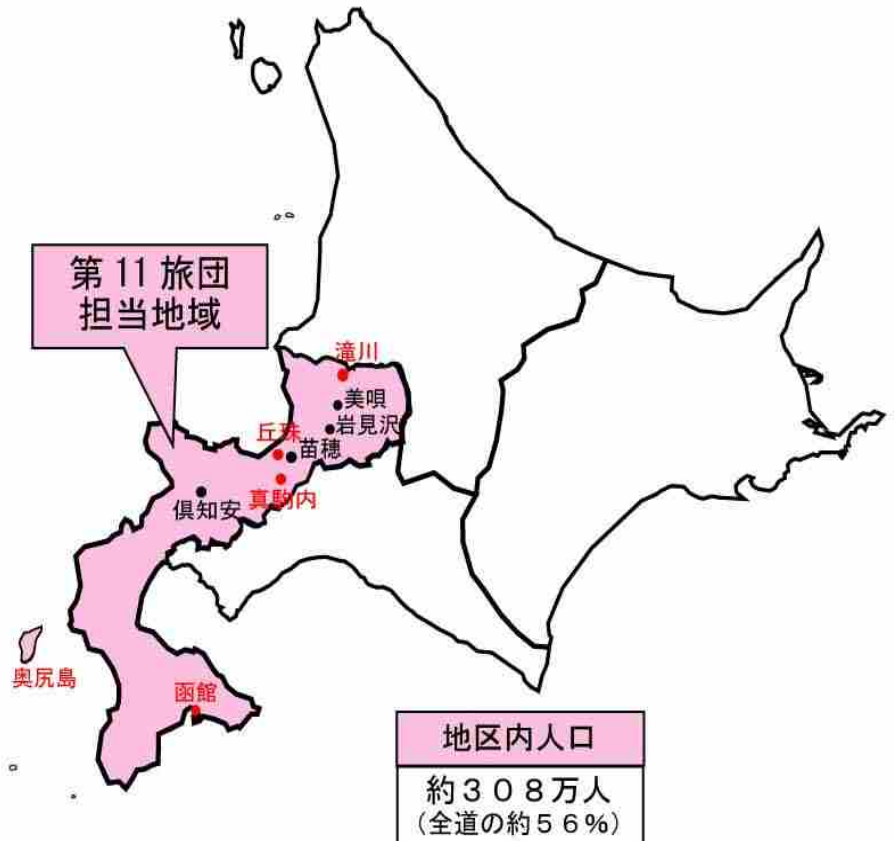 第11旅団
担当地域
滝川
美唄
岩見沢
丘珠
苗穂
真駒内
倶知安
奥尻島
函館
地区内人口
約３０８万人
（全道の約５６％）